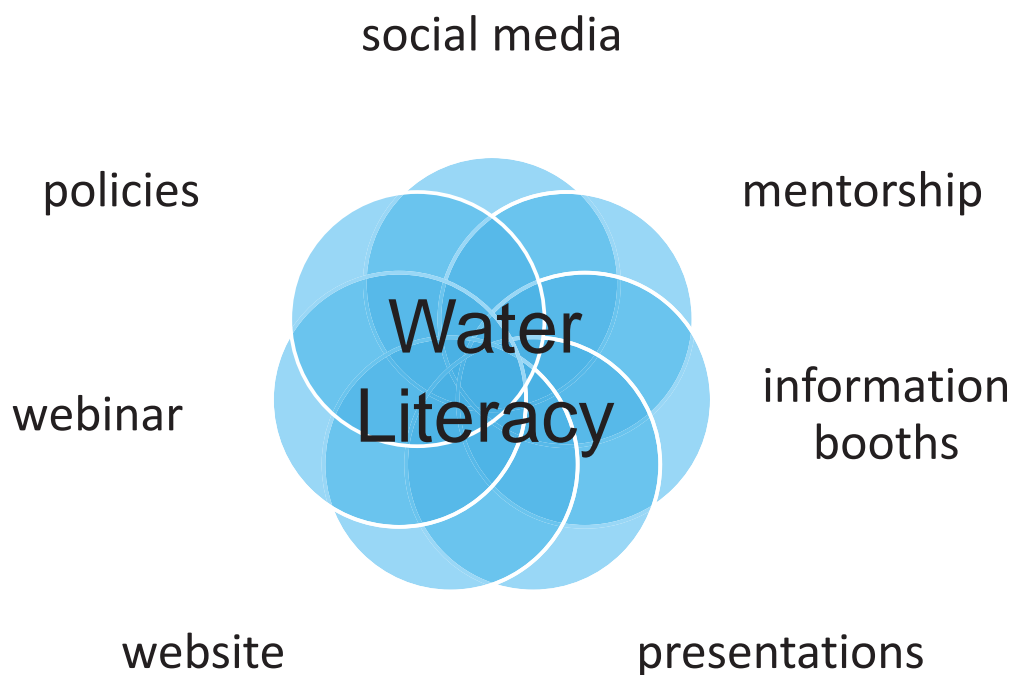 social media
policies
mentorship
Water
Literacy
information
booths
webinar
website
presentations